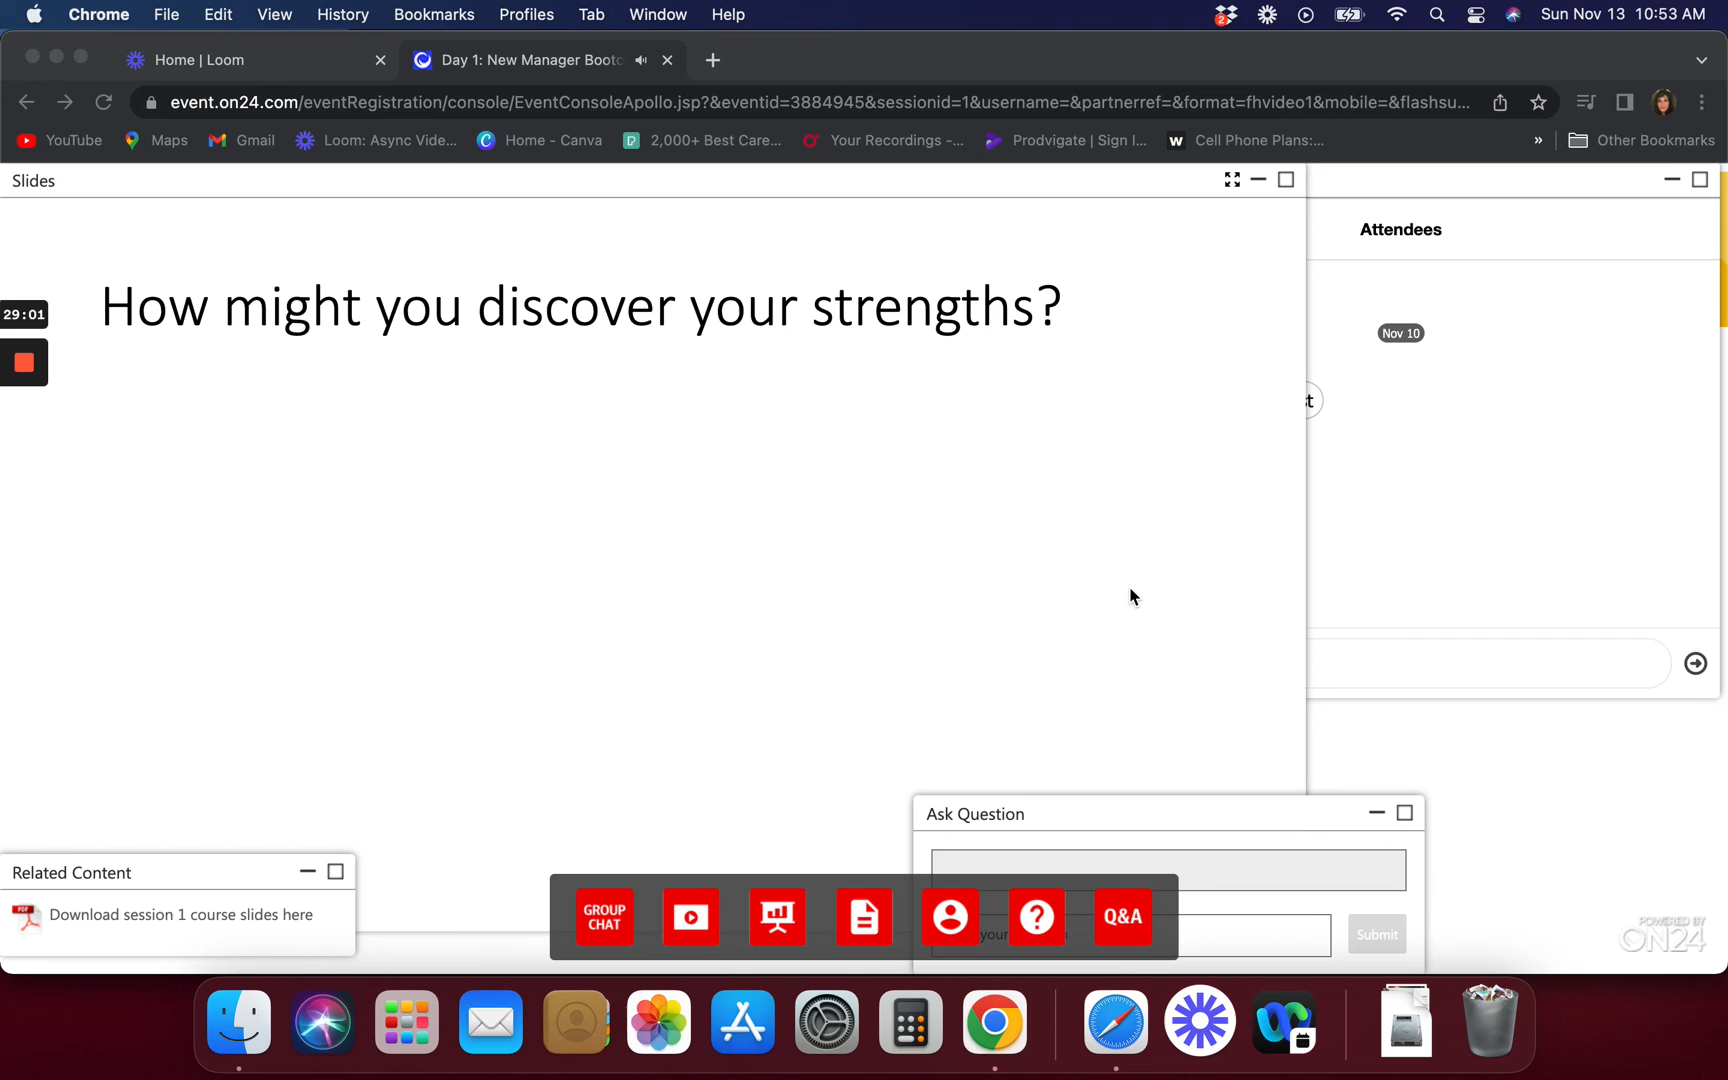 Chrome File Edit View History Bookmarks Profiles Tab Window Help 2 Sun Nov 13 10:53 AM
Home | Loom Day 1: New Manager Bootc
event.on24.com/eventRegistration/console/EventConsoleApollo.jsp?&eventid=3884945&sessionid=1&username=&partnerref=&format=fhvideo1&mobile=&flashsu...
YouTube Maps Gmail Loom: Async Vide... Home - Canva 2,000+ Best Care... Your Recordings -... Prodvigate | Sign I... Cell Phone Plans:... » Other Bookmarks
Slides
Attendees
How might you discover your strengths?
29:01
Nov 10
Ask Question
Related Content
Download session 1 course slides here
GROUP
CHAT
Q&A
your
Submit
POWERED BY
ON24